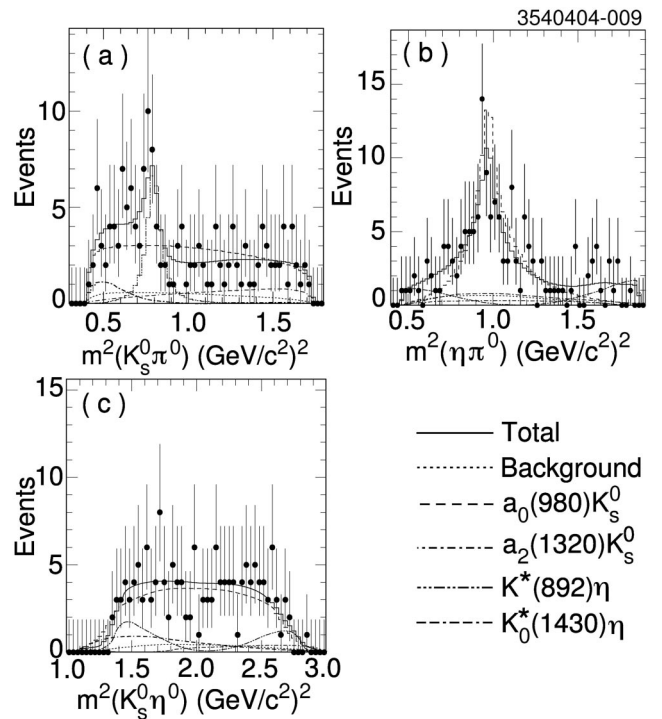 3540404-009
( a )
Events
10
5
0
0.5 1.0 1.5
m²(K⁰ₛπ⁰) (GeV/c²)²
( b )
Events
15
10
5
0
0.5 1.0 1.5
m²(ηπ⁰) (GeV/c²)²
( c )
Events
15
10
5
0
1.0 1.5 2.0 2.5 3.0
m²(K⁰ₛη⁰) (GeV/c²)²
Total
Background
a₀(980)K⁰ₛ
a₂(1320)K⁰ₛ
K*(892)η
K*₀(1430)η